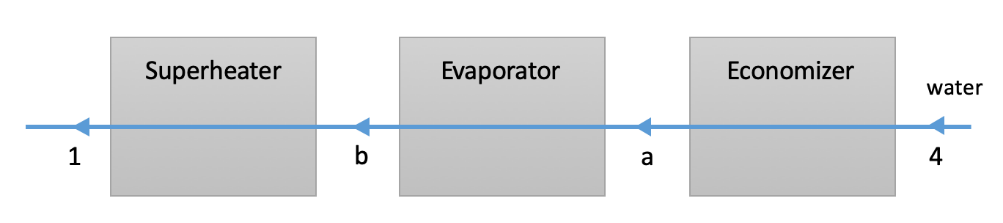 Superheater
Evaporator
Economizer
water
1
b
a
4